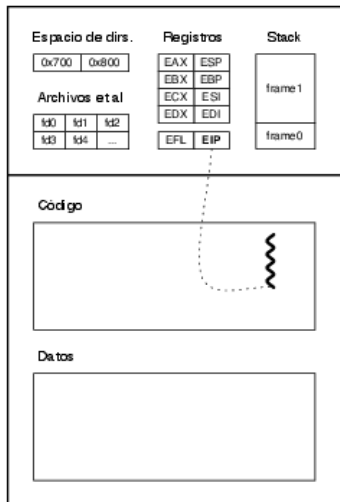 Espacio de dirs.
0x700 0x800
Archivos et al
fd0 fd1 fd2
fd3 fd4 ...
Registros
EAX ESP
EBX EBP
ECX ESI
EDX EDI
EFL EIP
Stack
frame1
frame0
Código
Datos